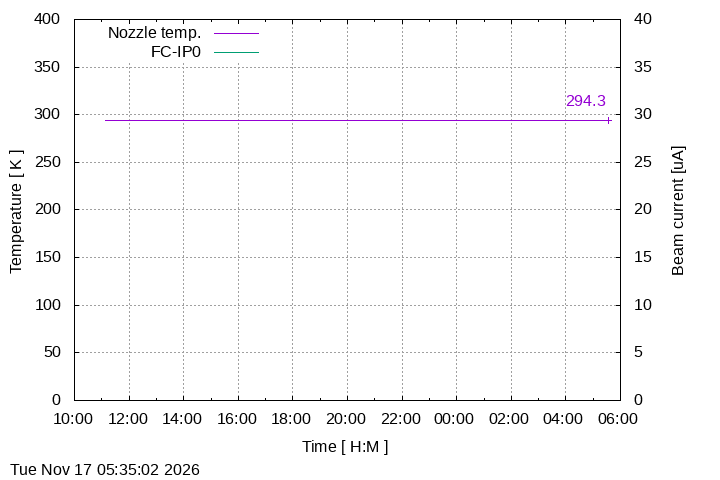 Nozzle temp.
FC-IP0
294.3
Temperature [ K ]
400
350
300
250
200
150
100
50
0
Beam current [uA]
40
35
30
25
20
15
10
5
0
10:00 12:00 14:00 16:00 18:00 20:00 22:00 00:00 02:00 04:00 06:00
Time [ H:M ]
Tue Nov 17 05:35:02 2026